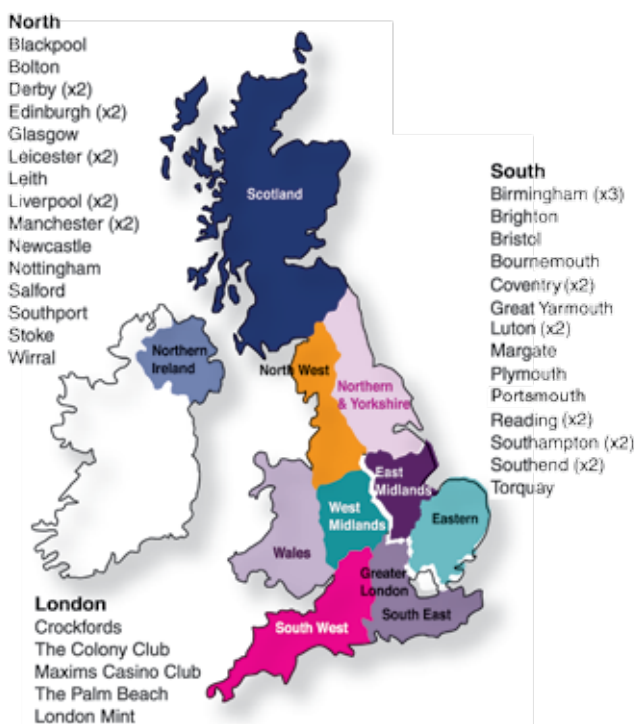 North
Blackpool
Bolton
Derby (x2)
Edinburgh (x2)
Glasgow
Leicester (x2)
Leith
Liverpool (x2)
Manchester (x2)
Newcastle
Nottingham
Salford
Southport
Stoke
Wirral
Scotland
Northern
Ireland
North West
Northern
& Yorkshire
East
Midlands
West
Midlands
Eastern
Wales
Greater
London
South West
South East
South
Birmingham (x3)
Brighton
Bristol
Bournemouth
Coventry (x2)
Great Yarmouth
Luton (x2)
Margate
Plymouth
Portsmouth
Reading (x2)
Southampton (x2)
Southend (x2)
Torquay
London
Crockfords
The Colony Club
Maxims Casino Club
The Palm Beach
London Mint